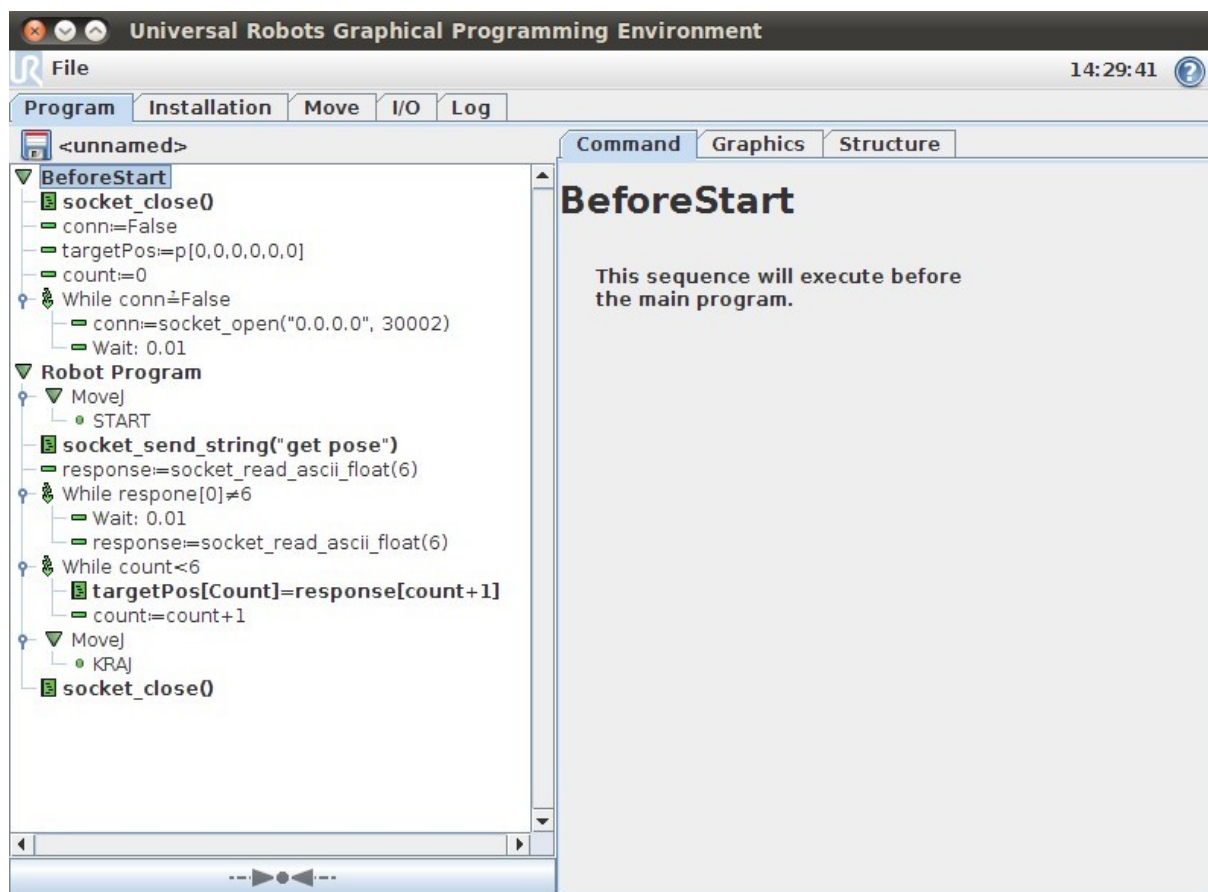 Universal Robots Graphical Programming Environment
File
14:29:41
?
Program Installation Move I/O Log
<unnamed>
Command Graphics Structure
BeforeStart
socket_close()
conn:=False
targetPos:=p[0,0,0,0,0,0]
count:=0
While conn≟False
conn:=socket_open("0.0.0.0", 30002)
Wait: 0.01
Robot Program
MoveJ
START
socket_send_string("get pose")
response:=socket_read_ascii_float(6)
While respone[0]≠6
Wait: 0.01
response:=socket_read_ascii_float(6)
While count<6
targetPos[Count]=response[count+1]
count:=count+1
MoveJ
KRAJ
socket_close()
BeforeStart
This sequence will execute before
the main program.